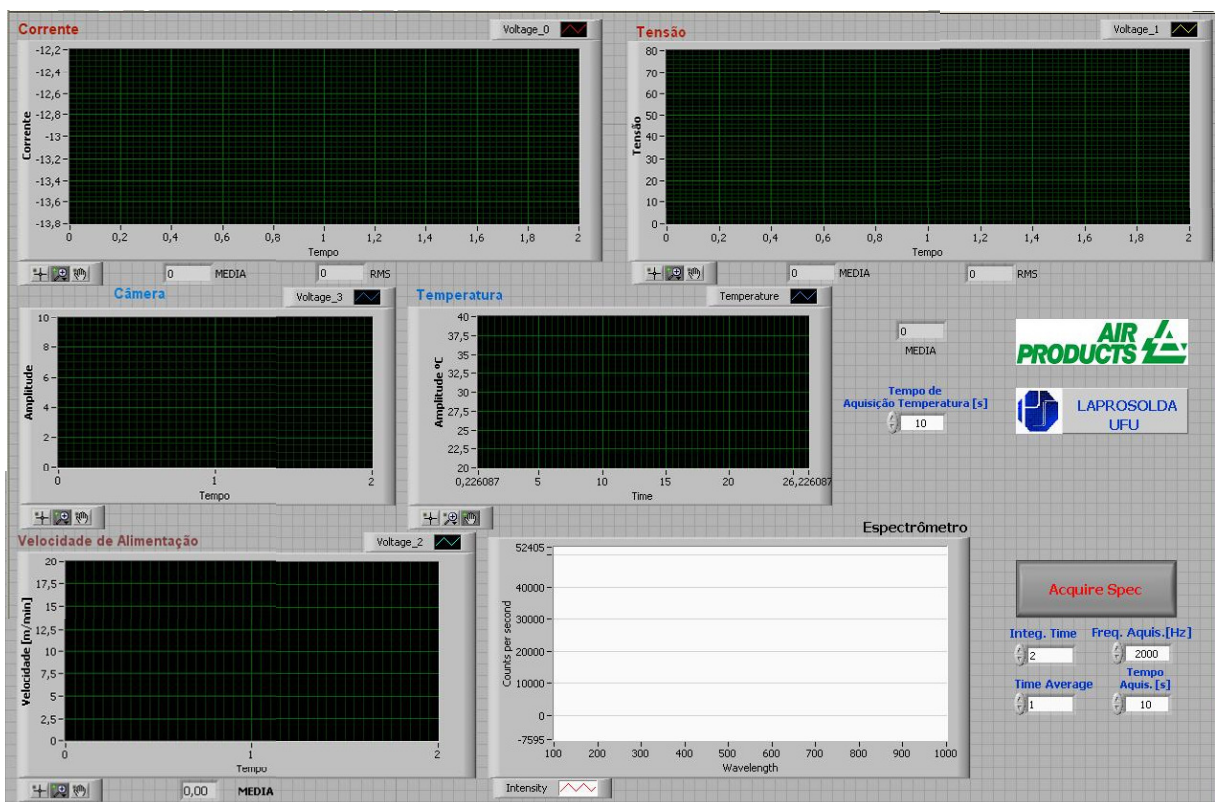 Corrente
Voltage_0
-12,2
-12,4
-12,6
-12,8
-13
-13,2
-13,4
-13,6
-13,8
Corrente
0 0,2 0,4 0,6 0,8 1 1,2 1,4 1,6 1,8 2
Tempo
0 MEDIA 0 RMS
Tensão
Voltage_1
80
70
60
50
40
30
20
10
0
Tensão
0 0,2 0,4 0,6 0,8 1 1,2 1,4 1,6 1,8 2
Tempo
0 MEDIA 0 RMS
Câmera
Voltage_3
10
8
6
4
2
0
Amplitude
0 1 2
Tempo
Temperatura
Temperature
40
37,5
35
32,5
30
27,5
25
22,5
20
Amplitude ºC
0,226087 5 10 15 20 26,226087
Time
0
MEDIA
Tempo de
Aquisição Temperatura [s]
10
AIR
PRODUCTS
LAPROSOLDA
UFU
Velocidade de Alimentação
Voltage_2
20
17,5
15
12,5
10
7,5
5
2,5
0
Velocidade [m/min]
0 1 2
Tempo
0,00 MEDIA
Espectrômetro
52405
40000
30000
20000
10000
0
-7595
Counts per second
100 200 300 400 500 600 700 800 900 1000
Wavelength
Intensity
Acquire Spec
Integ. Time Freq. Aquis.[Hz]
2 2000
Time Average
Tempo
Aquis. [s]
1 10